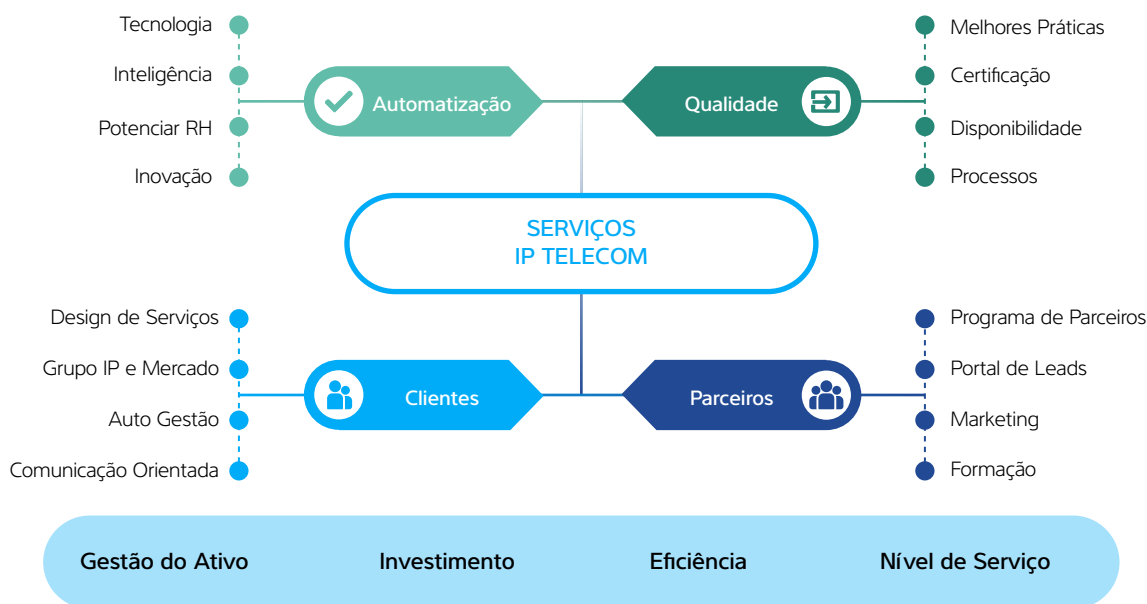 Tecnologia
Inteligência
Potenciar RH
Inovação
Automatização
Qualidade
Melhores Práticas
Certificação
Disponibilidade
Processos
SERVIÇOS
IP TELECOM
Design de Serviços
Grupo IP e Mercado
Auto Gestão
Comunicação Orientada
Clientes
Parceiros
Programa de Parceiros
Portal de Leads
Marketing
Formação
Gestão do Ativo
Investimento
Eficiência
Nível de Serviço